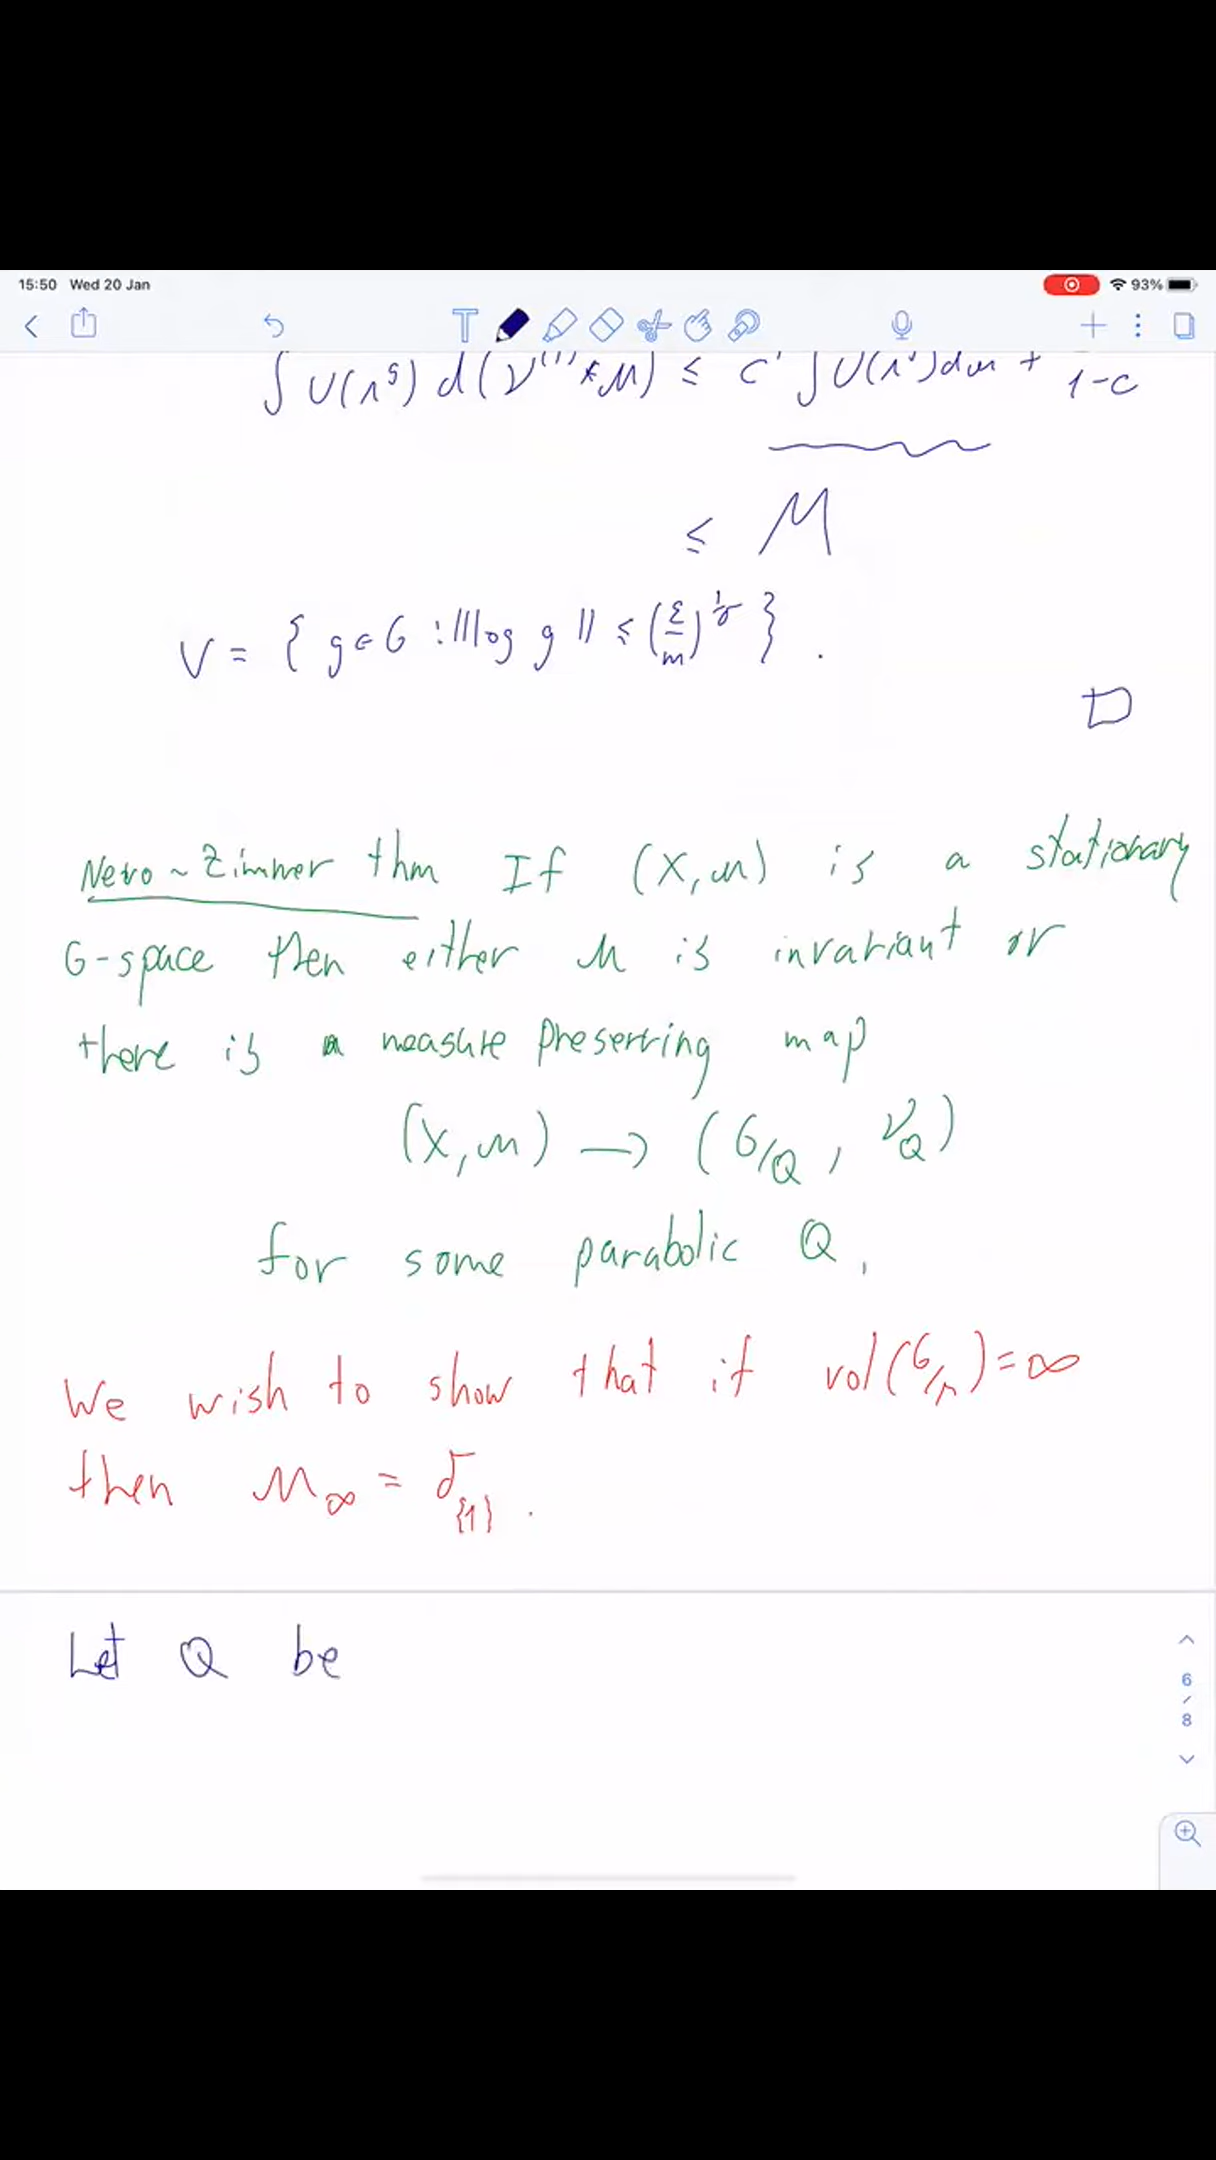 15:50 Wed 20 Jan
93%
∫ U(Λ^g) d(ν^(i) * μ) ≤ c^i ∫ U(Λ^g) dμ +
1-c
≤ M
V = { g ∈ G : ||log g || ≤ (ε/m)^{1/γ} } .
Nevo ~ Zimmer thm If (X, μ) is a stationary
G-space then either μ is invariant or
there is a measure preserving map
(X, μ) → (G/Q , ν_Q)
for some parabolic Q.
We wish to show that if vol(G/Γ) = ∞
then μ_∞ = δ_{1} .
Let Q be
6
/
8